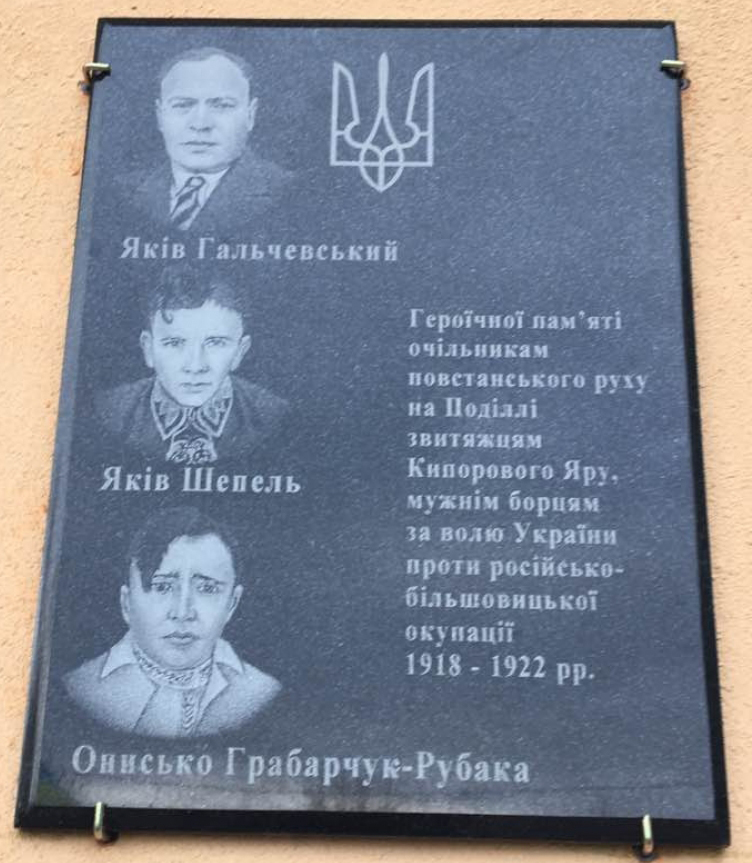 Яків Гальчевський
Яків Шепель
Онисько Грабарчук-Рубака
Героїчної пам’яті
очільникам
повстанського руху
на Поділлі
звитяжцям
Кипорового Яру,
мужнім борцям
за волю України
проти російсько-
більшовицької
окупації
1918 - 1922 рр.